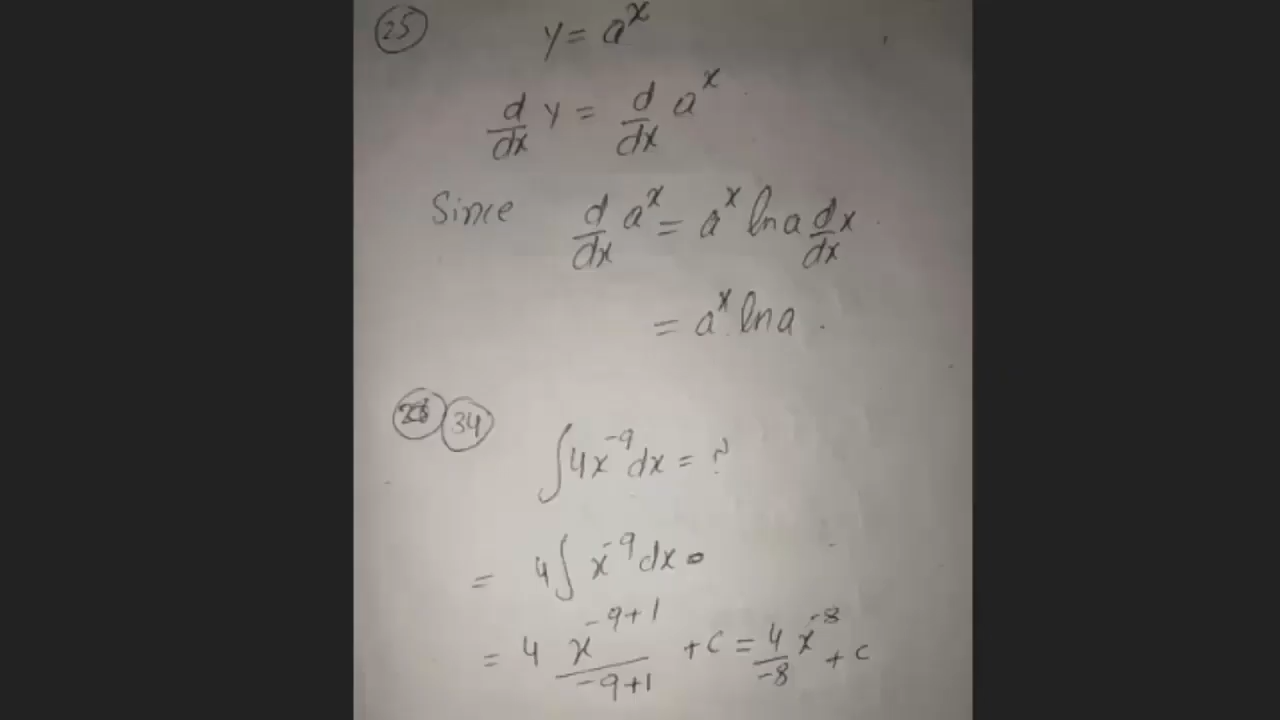 25
y = a^x
d/dx y = d/dx a^x
Since d/dx a^x = a^x ln a d/dx x
= a^x ln a .
34
∫4x^-9 dx = ?
= 4∫ x^-9 dx
= 4 x^(-9+1)/(-9+1) + c = 4/-8 x^-8 + c